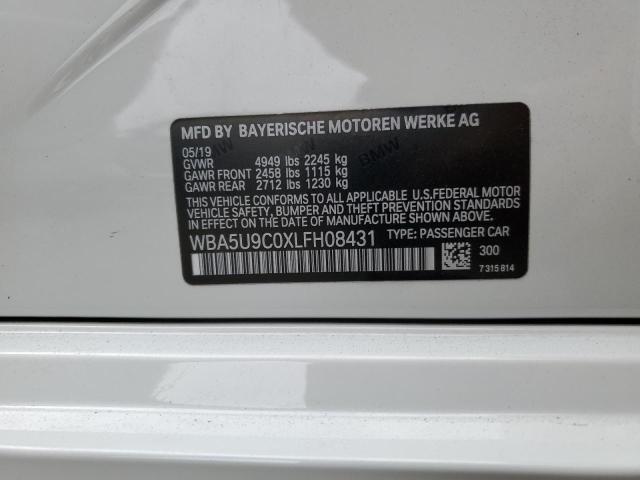 MFD BY BAYERISCHE MOTOREN WERKE AG
05/19
GVWR 4949 lbs 2245 kg
GAWR FRONT 2458 lbs 1115 kg
GAWR REAR 2712 lbs 1230 kg
THIS VEHICLE CONFORMS TO ALL APPLICABLE U.S.FEDERAL MOTOR
VEHICLE SAFETY, BUMPER AND THEFT PREVENTION STANDARDS
IN EFFECT ON THE DATE OF MANUFACTURE SHOWN ABOVE.
WBA5U9C0XLFH08431 TYPE: PASSENGER CAR
300
7 315 814
BMW